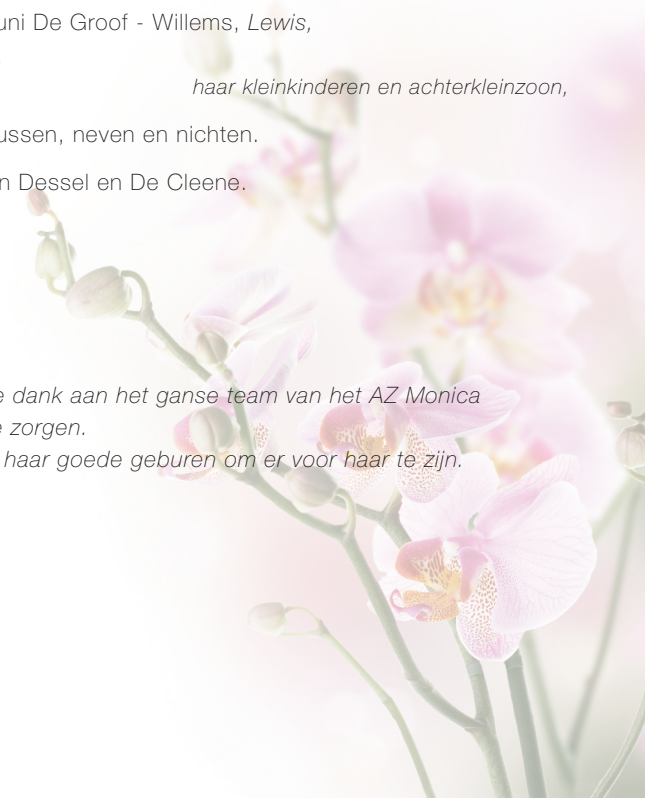 uni De Groof - Willems, Lewis,
haar kleinkinderen en achterkleinzoon,
ussen, neven en nichten.
n Dessel en De Cleene.
e dank aan het ganse team van het AZ Monica
e zorgen.
haar goede geburen om er voor haar te zijn.